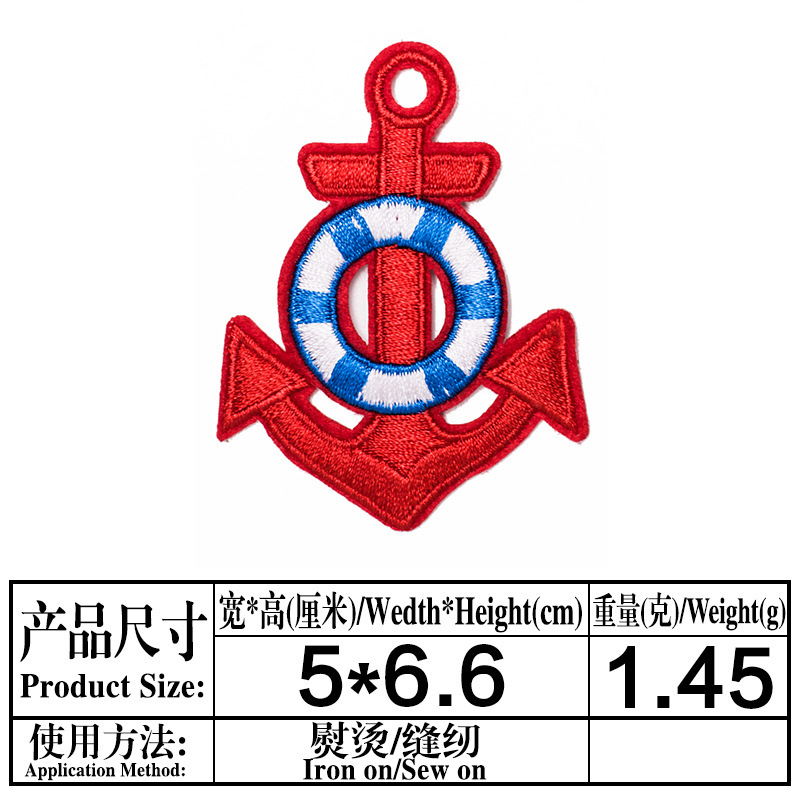 产品尺寸
Product Size:
宽*高(厘米)/Wedth*Height(cm)
重量(克)/Weight(g)
5*6.6
1.45
使用方法:
Application Method:
熨烫/缝纫
Iron on/Sew on